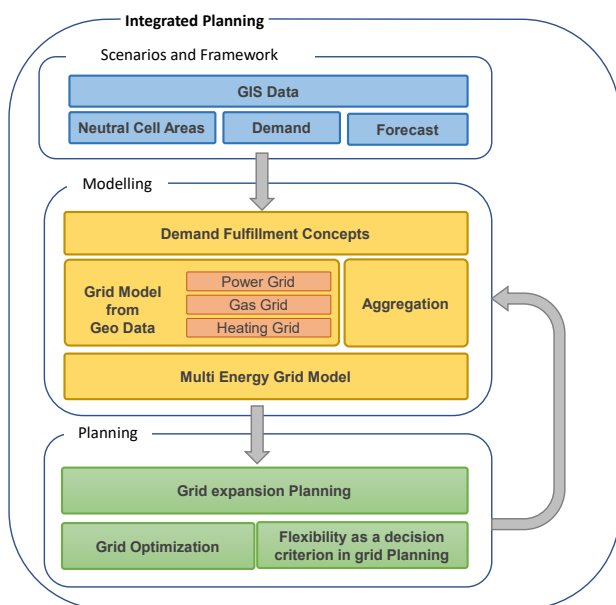 Integrated Planning
Scenarios and Framework
GIS Data
Neutral Cell Areas
Demand
Forecast
Modelling
Demand Fulfillment Concepts
Grid Model
from
Geo Data
Power Grid
Gas Grid
Heating Grid
Aggregation
Multi Energy Grid Model
Planning
Grid expansion Planning
Grid Optimization
Flexibility as a decision
criterion in grid Planning